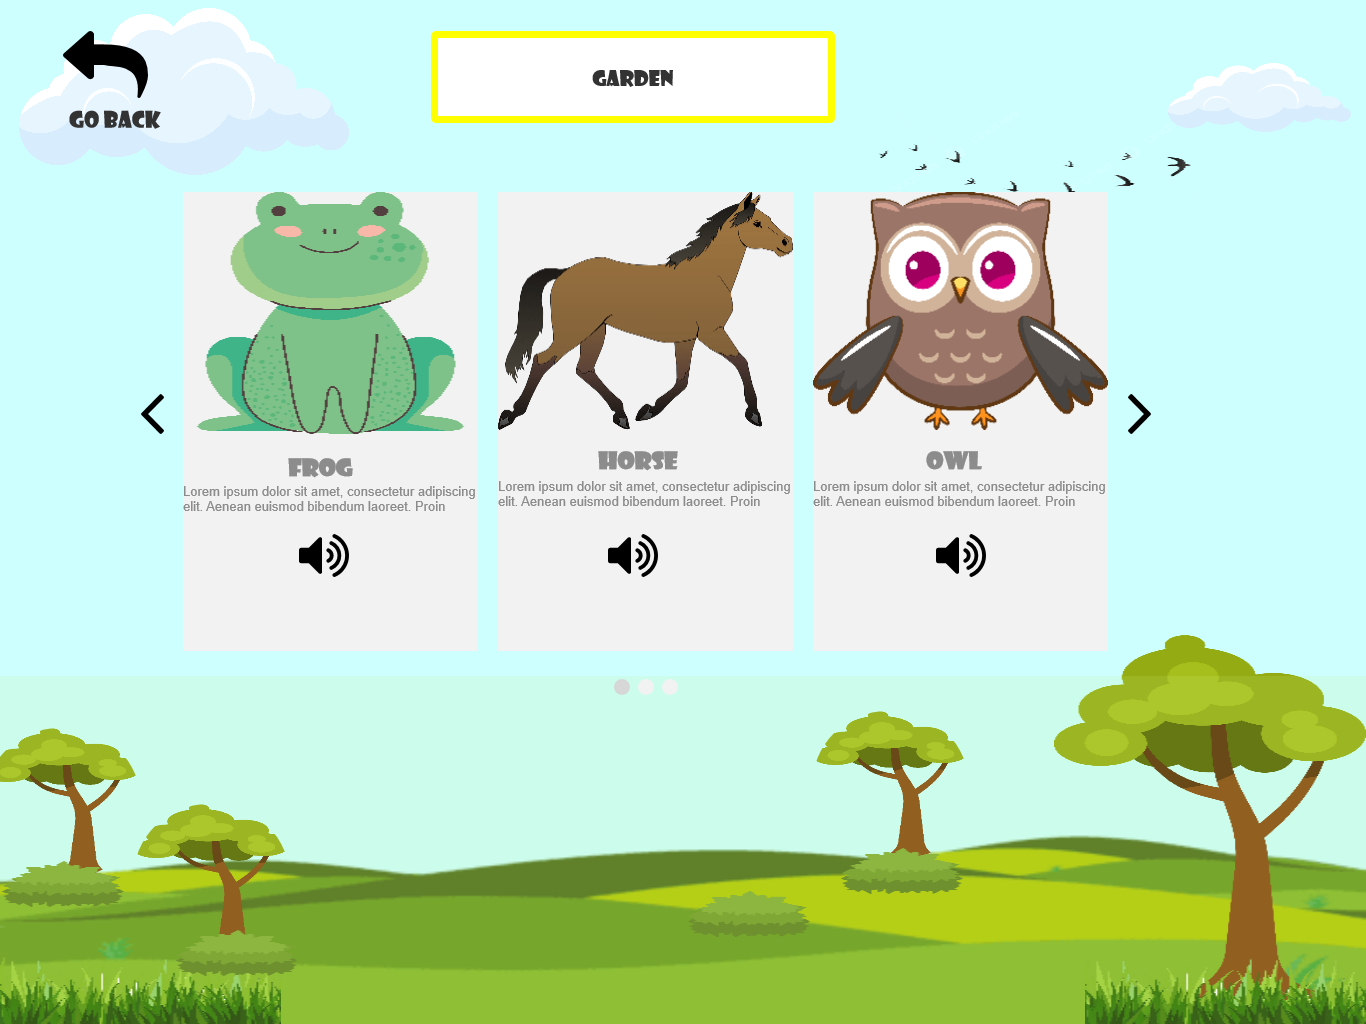 GARDEN
GO BACK
FROG
Lorem ipsum dolor sit amet, consectetur adipiscing
elit. Aenean euismod bibendum laoreet. Proin
HORSE
Lorem ipsum dolor sit amet, consectetur adipiscing
elit. Aenean euismod bibendum laoreet. Proin
OWL
Lorem ipsum dolor sit amet, consectetur adipiscing
elit. Aenean euismod bibendum laoreet. Proin